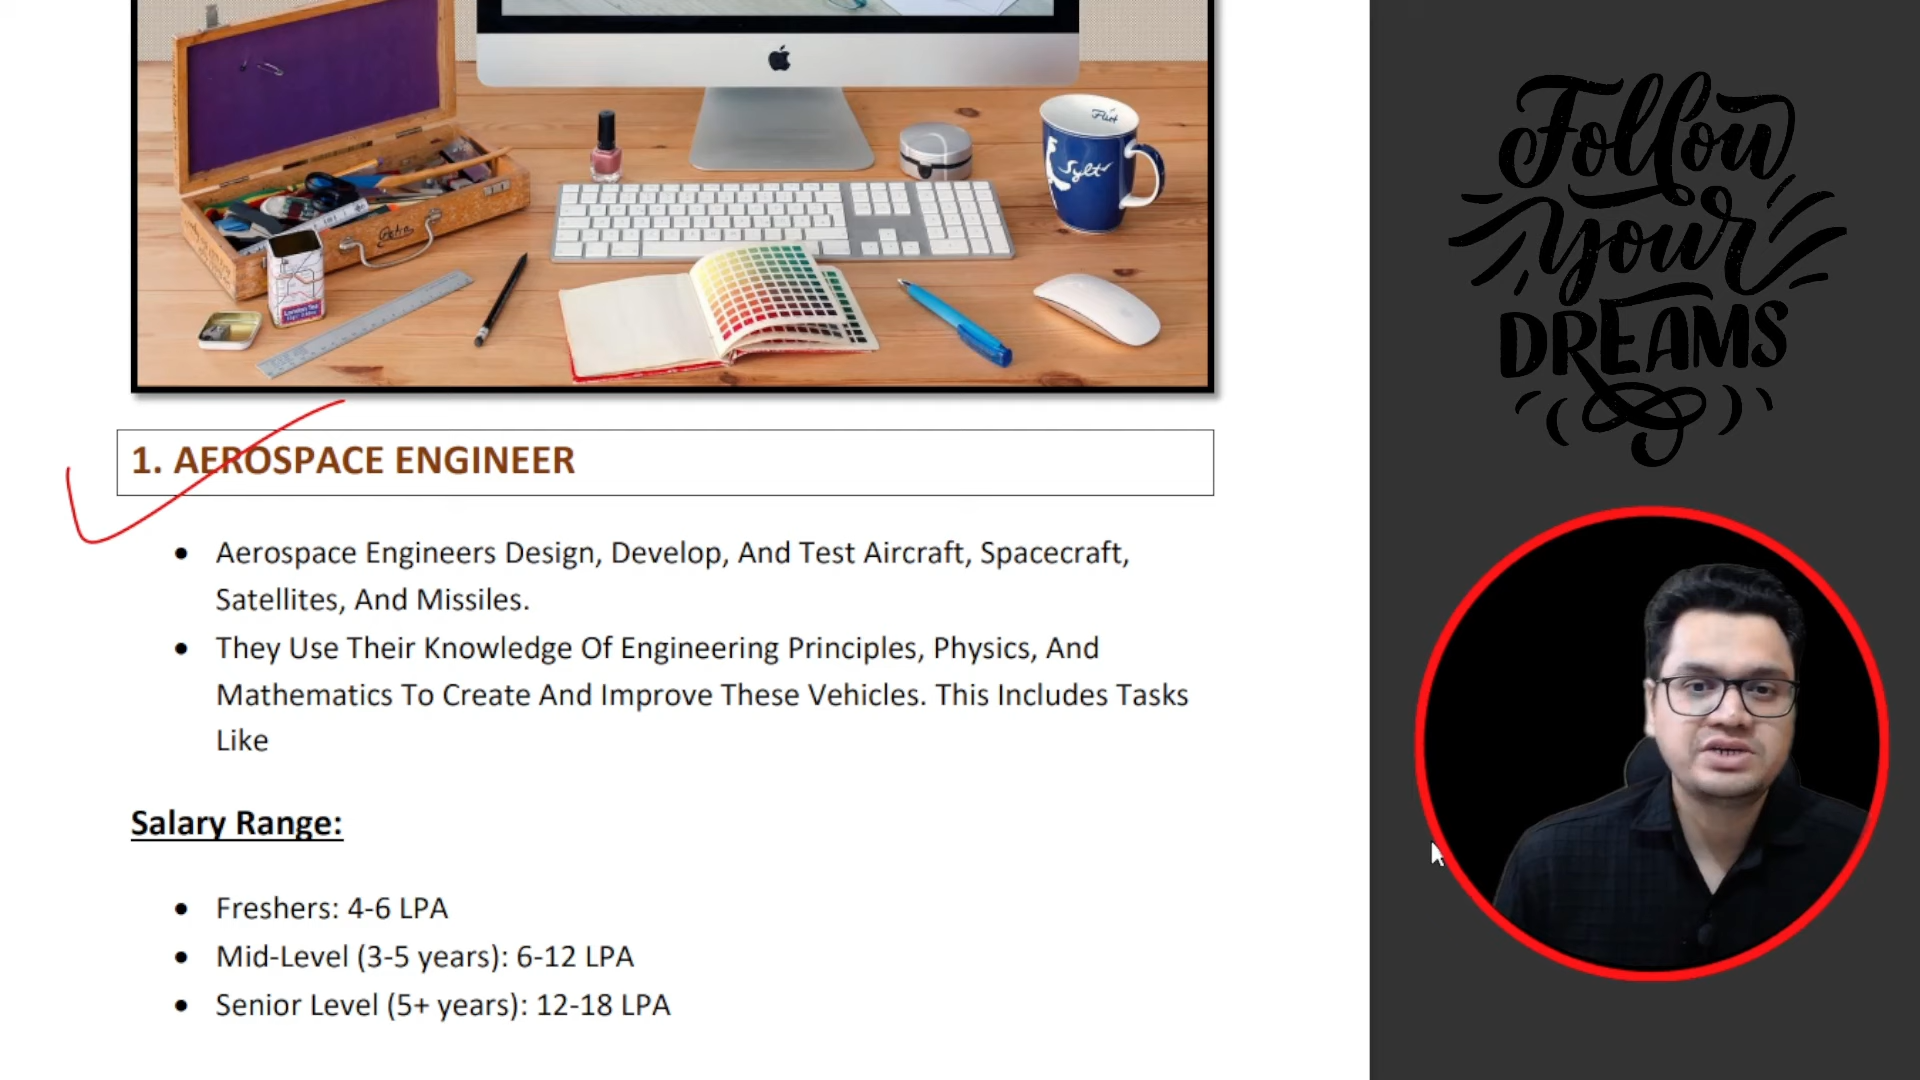 Flirt
Sylt
Petra
1. AEROSPACE ENGINEER
• Aerospace Engineers Design, Develop, And Test Aircraft, Spacecraft,
Satellites, And Missiles.
• They Use Their Knowledge Of Engineering Principles, Physics, And
Mathematics To Create And Improve These Vehicles. This Includes Tasks
Like
Salary Range:
• Freshers: 4-6 LPA
• Mid-Level (3-5 years): 6-12 LPA
• Senior Level (5+ years): 12-18 LPA
Follow
Your
DREAMS